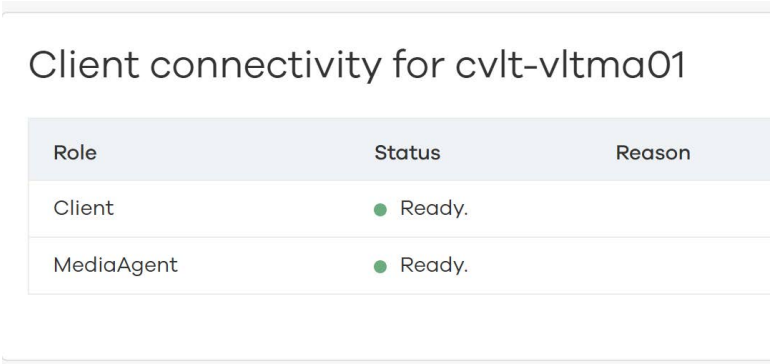 Client connectivity for cvlt-vltma01
Role Status Reason
Client Ready.
MediaAgent Ready.